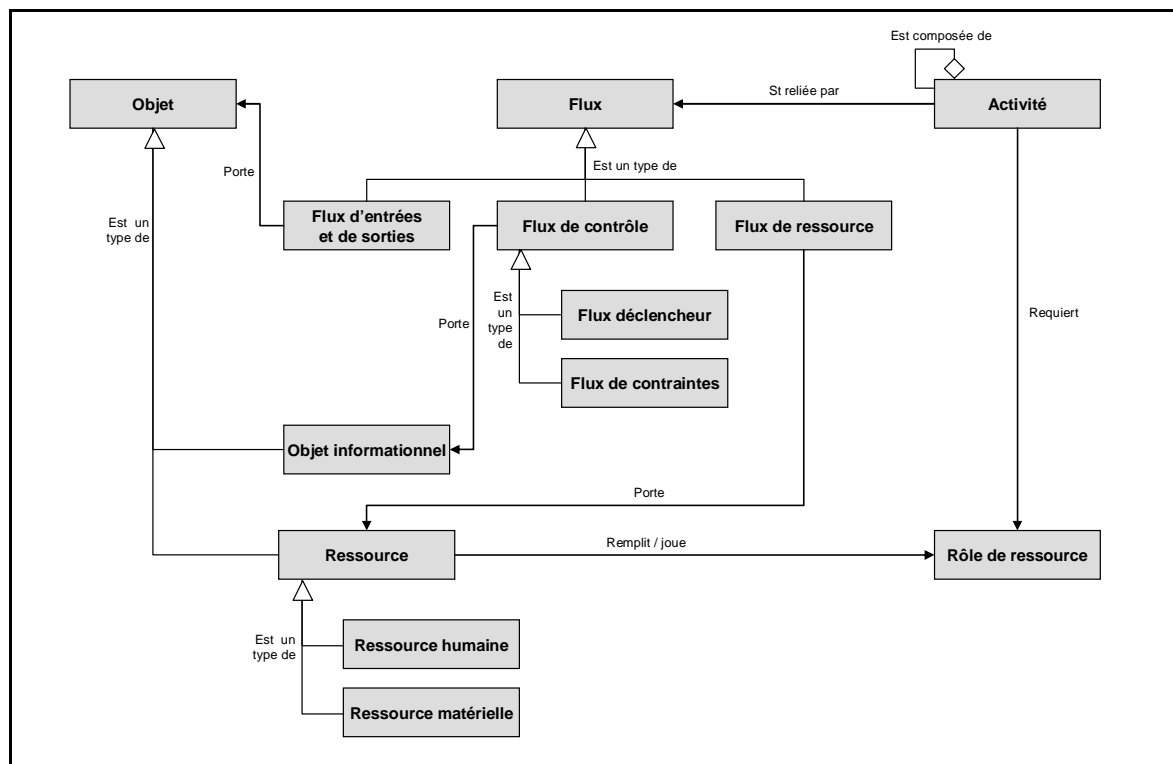 Est composée de
Objet
Flux
St reliée par
Activité
Est un type de
Porte
Est un
type de
Flux d'entrées
et de sorties
Flux de contrôle
Flux de ressource
Est
un
type
de
Flux déclencheur
Porte
Requiert
Flux de contraintes
Objet informationnel
Porte
Ressource
Remplit / joue
Rôle de ressource
Est un
type de
Ressource humaine
Ressource matérielle